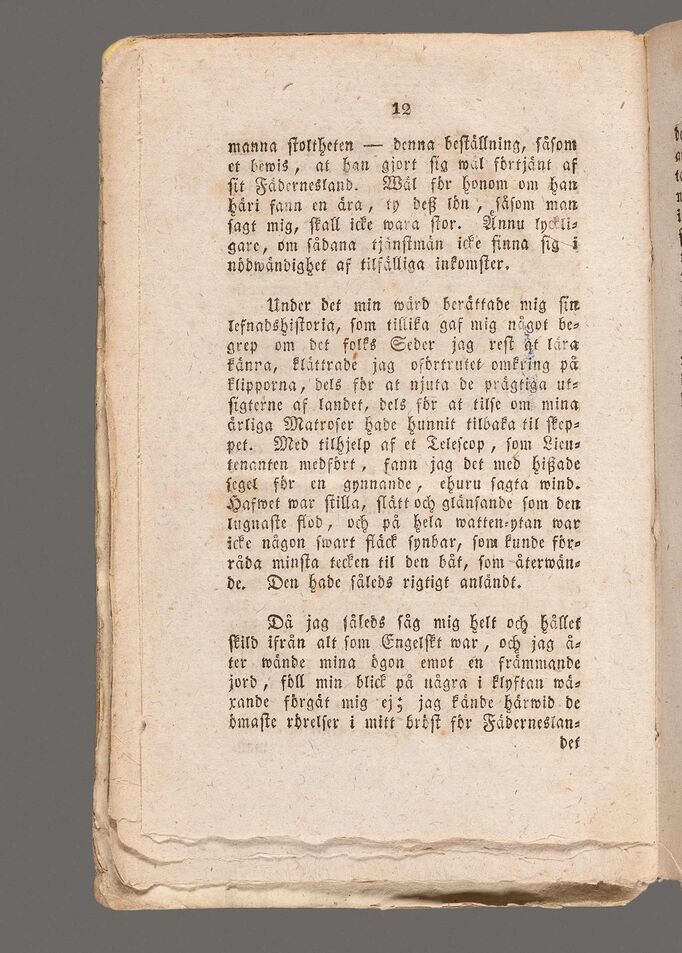 12
manna stoltheten — denna beställning, såsom
et bewis, at han gjort sig wäl förtjänt af
sit Fädernesland. Wäl för honom om han
häri fann en ära, ty deß lön, såsom man
sagt mig, skall icke wara stor. Ännu lyckli=
gare, om sådana tjänstmän icke finna sig i
nödwändighet af tilfälliga inkomster.
Under det min wärd berättade mig sin
lefnadshistoria, som tillika gaf mig något be=
grep om det folks Seder jag rest at lära
känna, klättrade jag oförtrutet omkring på
klipporna, dels för at njuta de prägtiga ut=
sigterne af landet, dels för at tilse om mina
ärliga Matroser hade hunnit tilbaka til skep=
pet. Med tilhjelp af et Telescop, som Lieu=
tenanten medfört, fann jag det med hißade
segel för en gynnande, ehuru sagta wind.
Hafwet war stilla, slätt och glänsande som den
lugnaste flod, och på hela watten=ytan war
icke någon swart fläck synbar, som kunde för=
råda minsta tecken til den båt, som återwän=
de. Den hade såleds rigtigt anländt.
Då jag såleds såg mig helt och hållet
skild ifrån alt som Engelskt war, och jag å=
ter wände mina ögon emot en främmande
jord, föll min blick på några i klyftan wä=
xande förgät mig ej; jag kände härwid de
ömaste rörelser i mitt bröst för Fäderneslan=
det